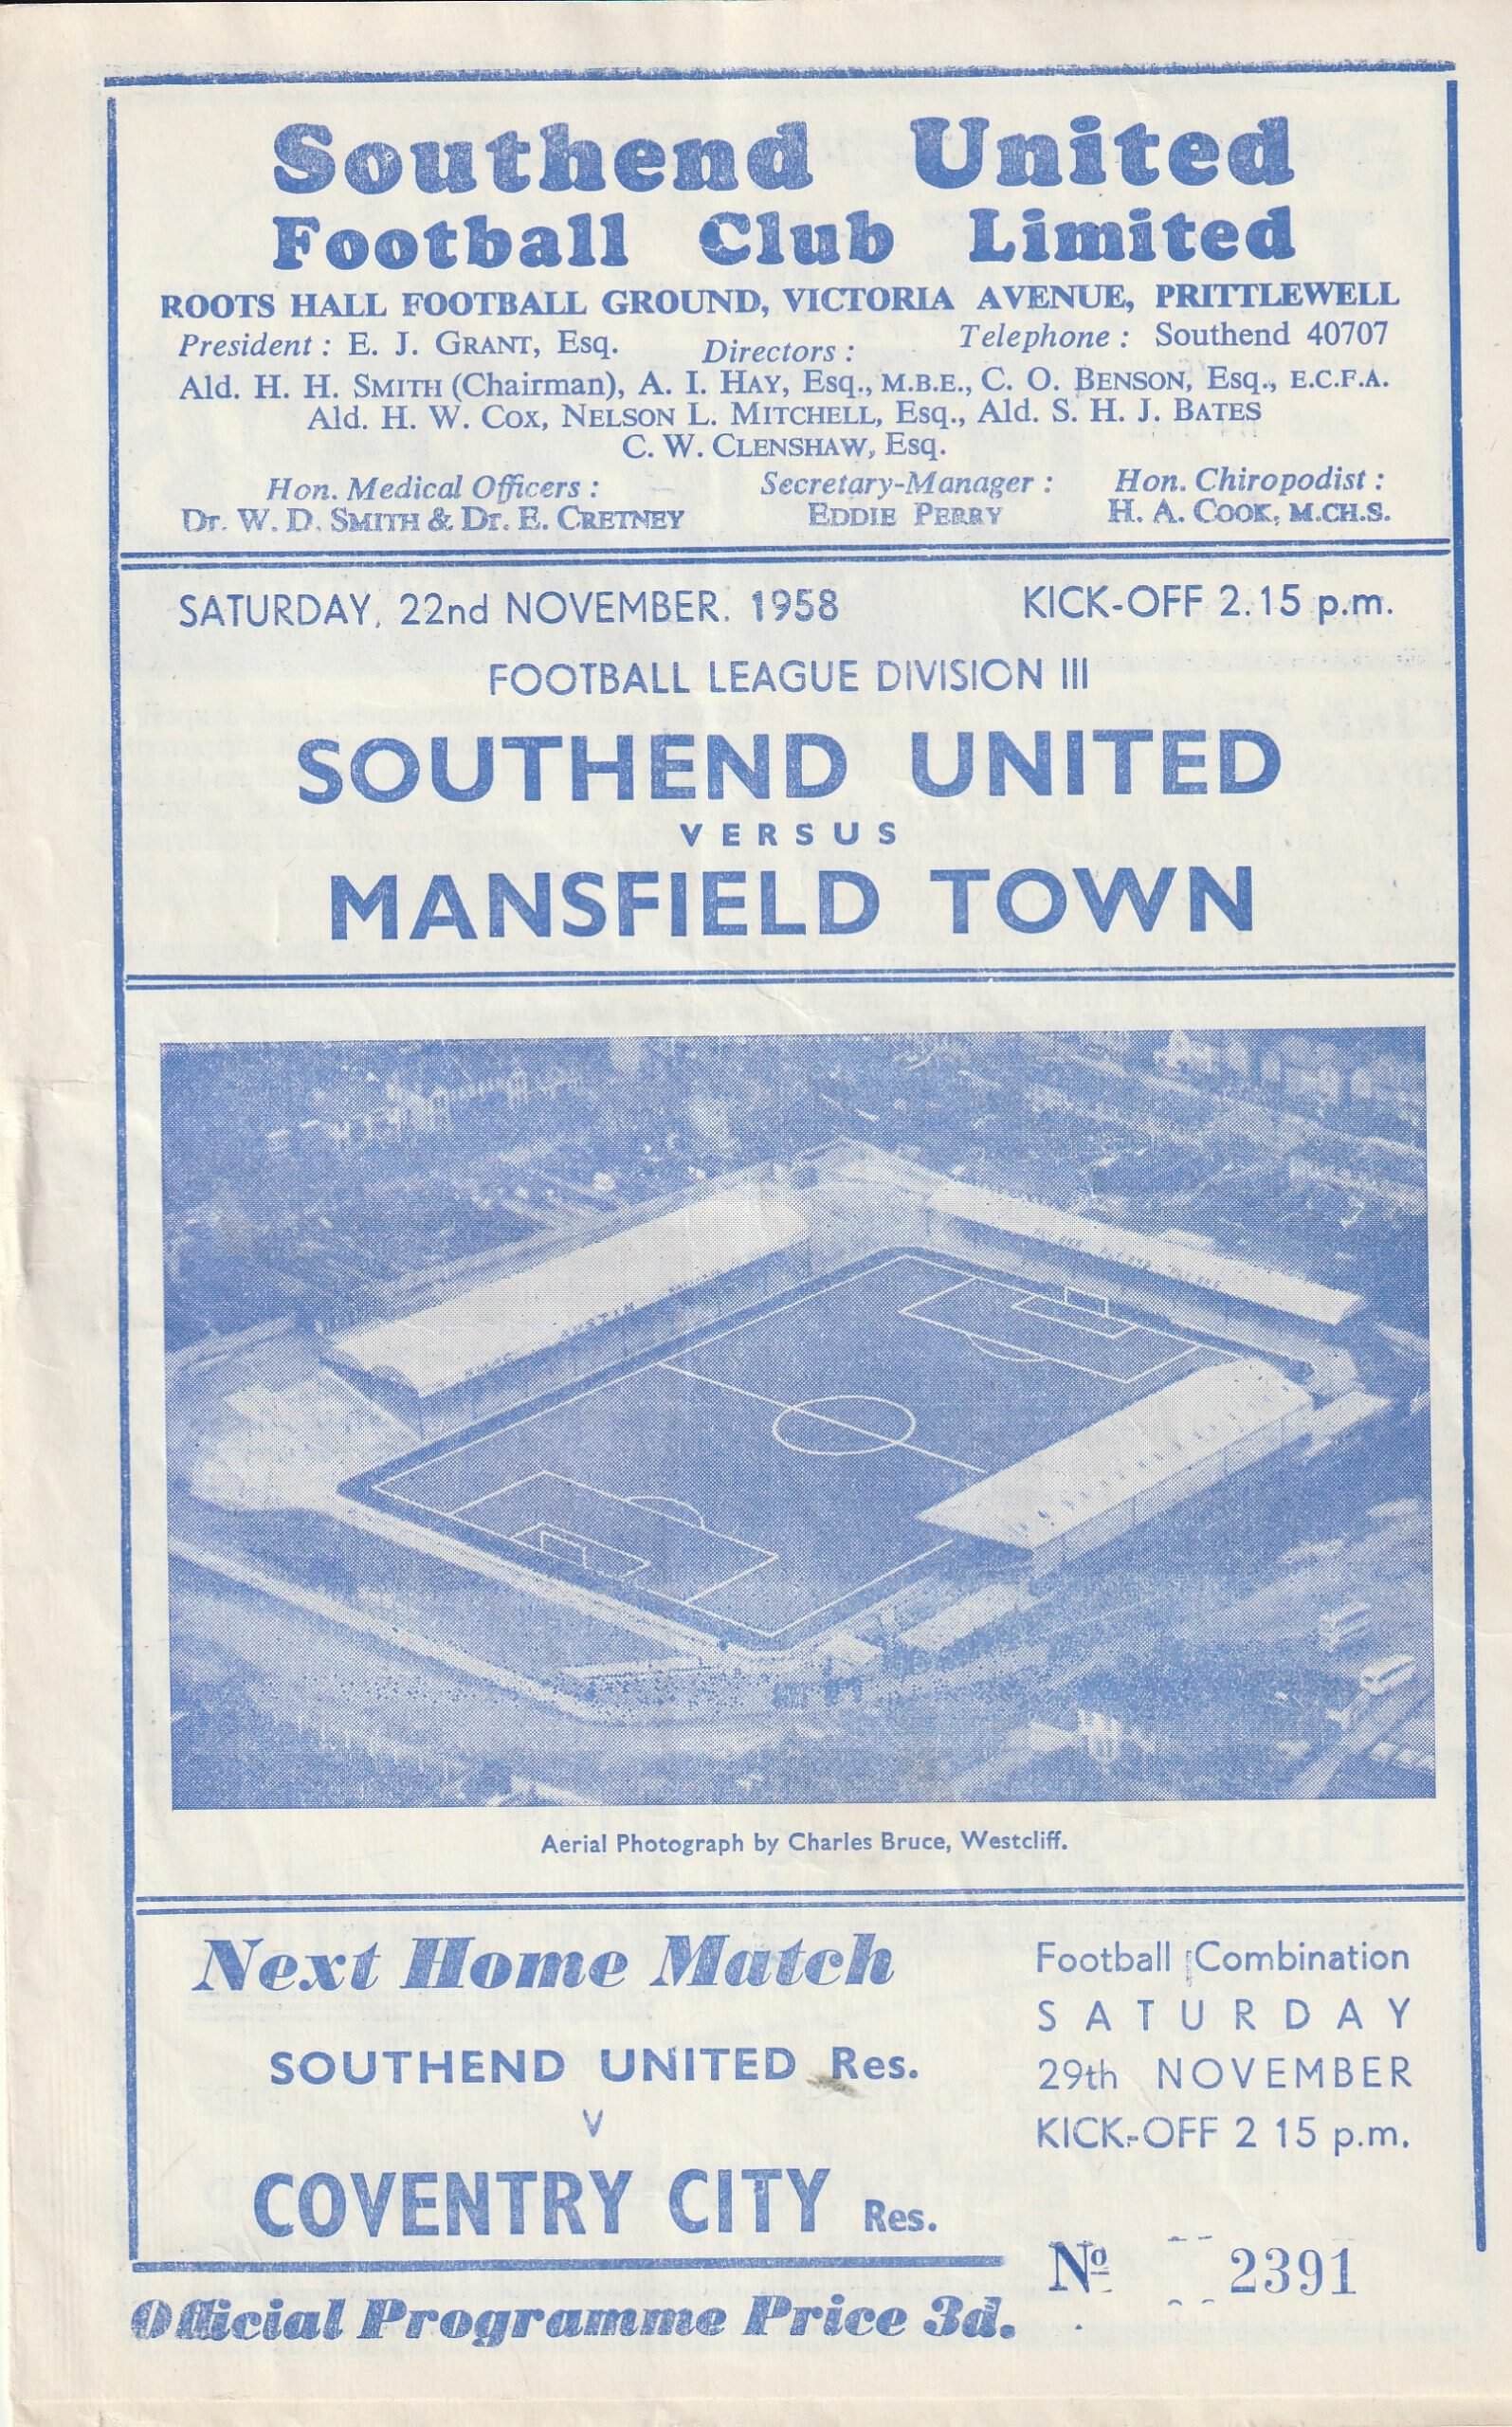 Southend United
Football Club Limited
ROOTS HALL FOOTBALL GROUND, VICTORIA AVENUE, PRITTLEWELL
President : E. J. GRANT, Esq. Directors : Telephone : Southend 40707
Ald. H. H. SMITH (Chairman), A. I. HAY, Esq., M.B.E., C. O. BENSON, Esq., E.C.F.A.
Ald. H. W. COX, NELSON L. MITCHELL, Esq., Ald. S. H. J. BATES
C. W. CLENSHAW, Esq.
Hon. Medical Officers : Secretary-Manager : Hon. Chiropodist :
Dr. W. D. SMITH & Dr. E. CRETNEY EDDIE PERRY H. A. COOK, M.CH.S.
SATURDAY, 22nd NOVEMBER. 1958 KICK-OFF 2.15 p.m.
FOOTBALL LEAGUE DIVISION III
SOUTHEND UNITED
VERSUS
MANSFIELD TOWN
AUSTIN
Aerial Photograph by Charles Bruce, Westcliff.
Next Home Match
SOUTHEND UNITED Res.
V
COVENTRY CITY Res.
Football Combination
SATURDAY
29th NOVEMBER
KICK-OFF 2 15 p.m.
Nº 2391
Official Programme Price 3d.